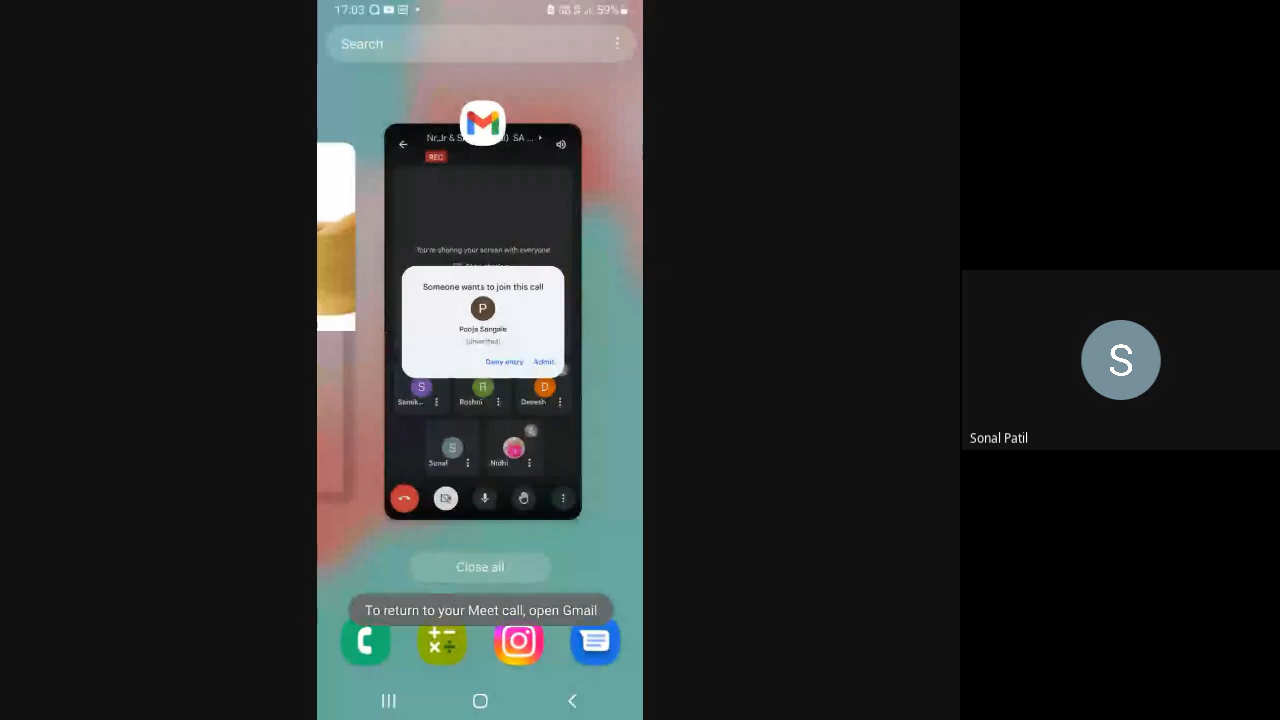 17.03
59%
Search
SA ...
REC
You're sharing your screen with everyone
Someone wants to join this call
P
Pooja Sangale
(Unverified)
Deny entry Admit
S R D
Samik... Roshni Devesh
S
Sonal Nidhi
Close all
To return to your Meet call, open Gmail
S
Sonal Patil